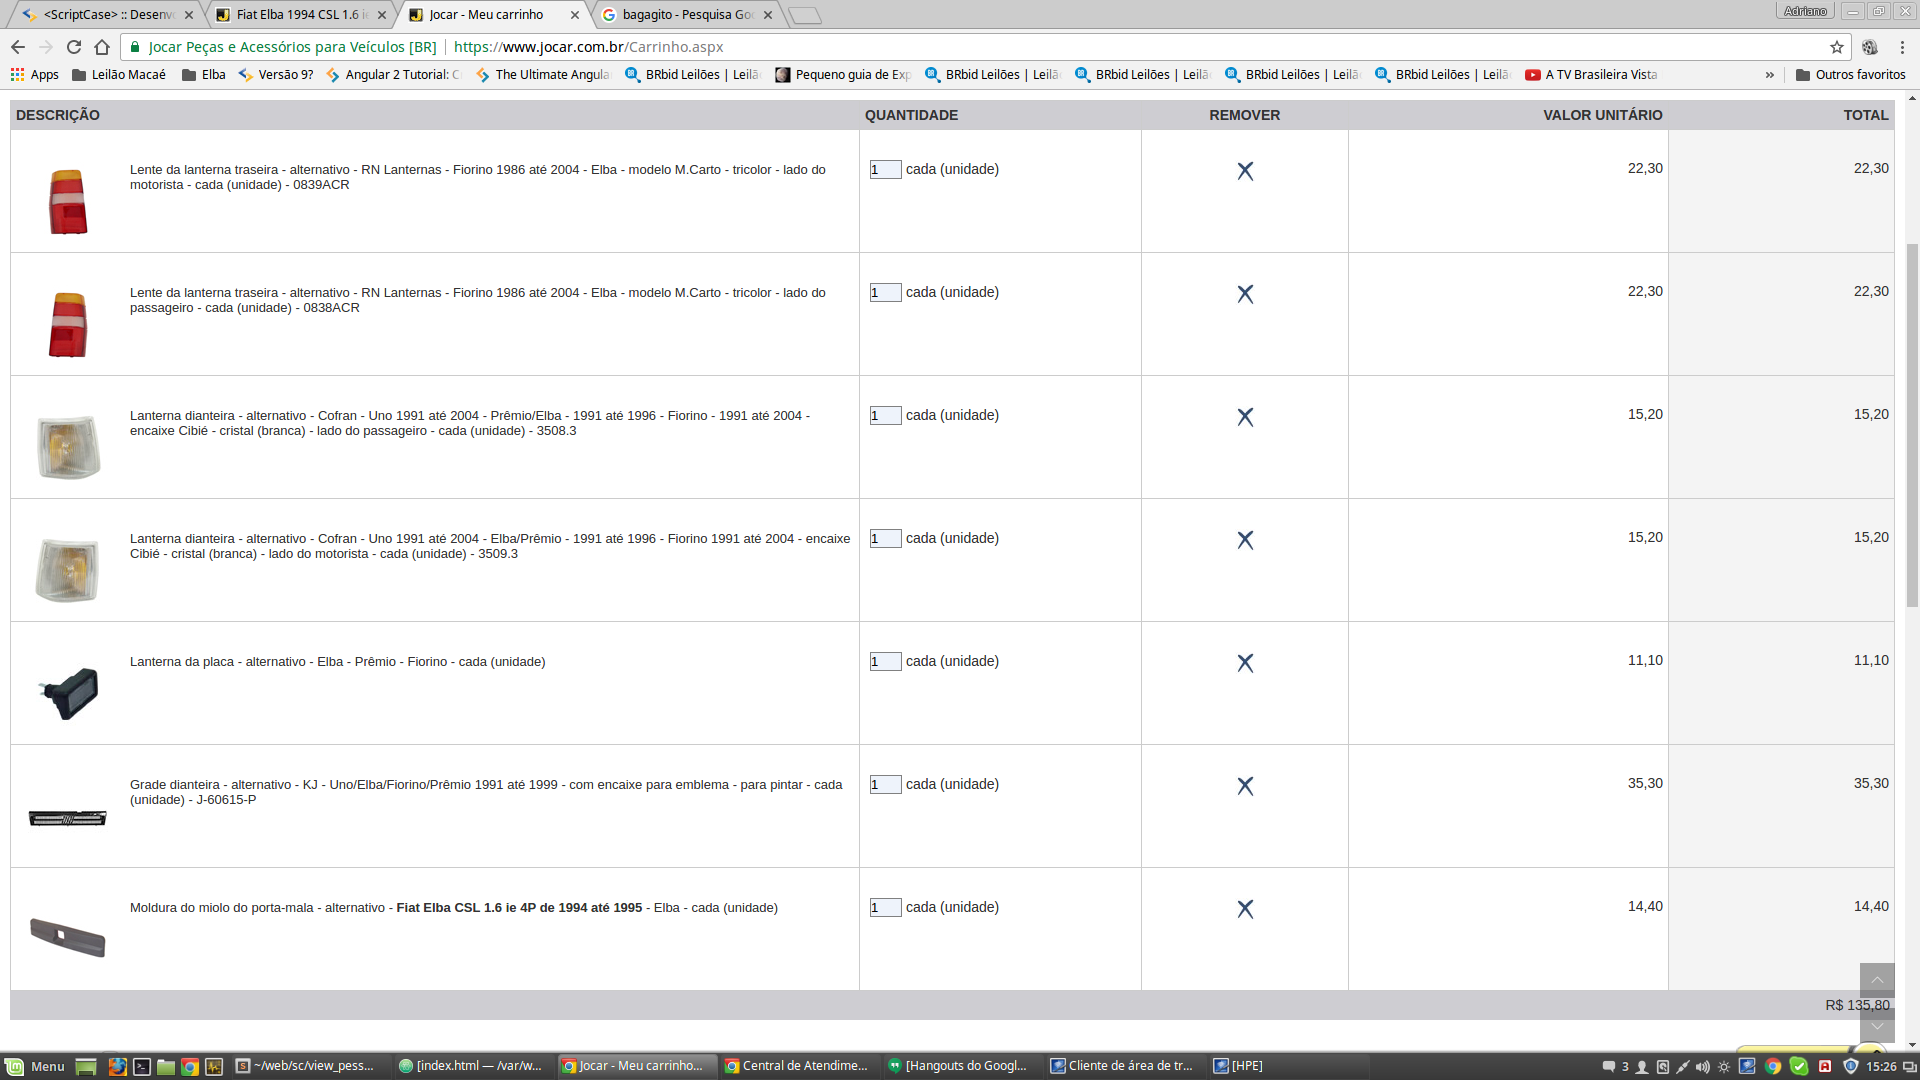 <ScriptCase> :: Desenv
Fiat Elba 1994 CSL 1.6 ie
Jocar - Meu carrinho
bagagito - Pesquisa Goo
Adriano
Jocar Peças e Acessórios para Veículos [BR]
https://www.jocar.com.br/Carrinho.aspx
Apps
Leilão Macaé
Elba
Versão 9?
Angular 2 Tutorial: C
The Ultimate Angula
BRbid Leilões | Leilã
Pequeno guia de Exp
BRbid Leilões | Leilã
BRbid Leilões | Leilã
BRbid Leilões | Leilã
BRbid Leilões | Leilã
A TV Brasileira Vista
»
Outros favoritos
DESCRIÇÃO QUANTIDADE REMOVER VALOR UNITÁRIO TOTAL
Lente da lanterna traseira - alternativo - RN Lanternas - Fiorino 1986 até 2004 - Elba - modelo M.Carto - tricolor - lado do
motorista - cada (unidade) - 0839ACR
1 cada (unidade)
22,30
22,30
Lente da lanterna traseira - alternativo - RN Lanternas - Fiorino 1986 até 2004 - Elba - modelo M.Carto - tricolor - lado do
passageiro - cada (unidade) - 0838ACR
1 cada (unidade)
22,30
22,30
Lanterna dianteira - alternativo - Cofran - Uno 1991 até 2004 - Prêmio/Elba - 1991 até 1996 - Fiorino - 1991 até 2004 -
encaixe Cibié - cristal (branca) - lado do passageiro - cada (unidade) - 3508.3
1 cada (unidade)
15,20
15,20
Lanterna dianteira - alternativo - Cofran - Uno 1991 até 2004 - Elba/Prêmio - 1991 até 1996 - Fiorino 1991 até 2004 - encaixe
Cibié - cristal (branca) - lado do motorista - cada (unidade) - 3509.3
1 cada (unidade)
15,20
15,20
Lanterna da placa - alternativo - Elba - Prêmio - Fiorino - cada (unidade)
1 cada (unidade)
11,10
11,10
Grade dianteira - alternativo - KJ - Uno/Elba/Fiorino/Prêmio 1991 até 1999 - com encaixe para emblema - para pintar - cada
(unidade) - J-60615-P
1 cada (unidade)
35,30
35,30
Moldura do miolo do porta-mala - alternativo - Fiat Elba CSL 1.6 ie 4P de 1994 até 1995 - Elba - cada (unidade)
1 cada (unidade)
14,40
14,40
R$ 135,80
Menu
~/web/sc/view_pess...
[index.html — /var/w...
Jocar - Meu carrinho...
Central de Atendime...
[Hangouts do Googl...
Cliente de área de tr...
[HPE]
3
15:26